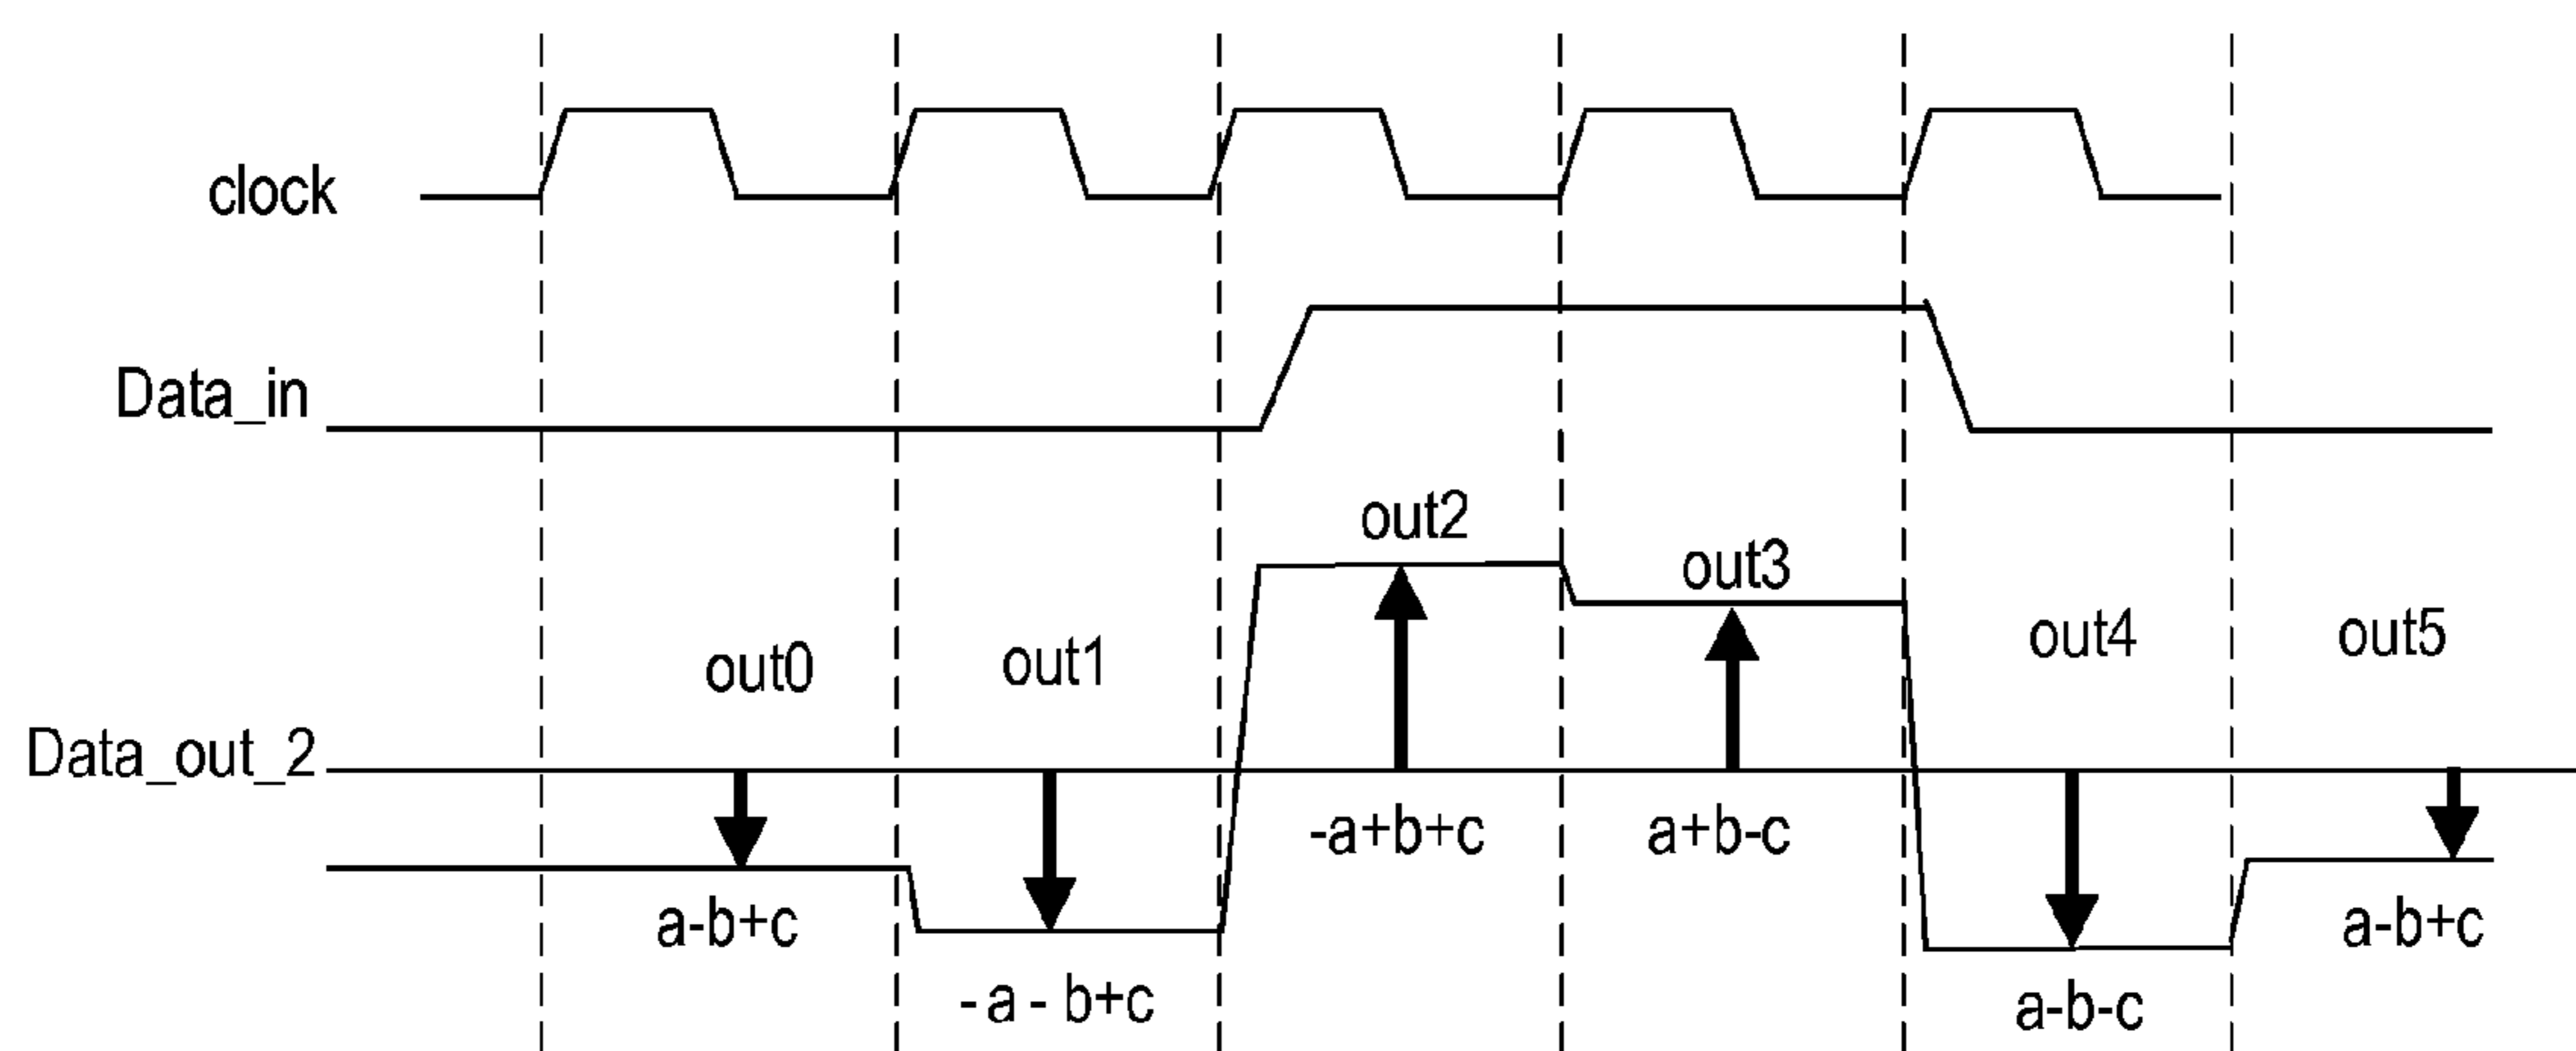 clock
Data_in
out2
out3
out0
out1
out4
out5
Data_out_2
-a+b+c
a+b-c
a-b+c
a-b+c
- a - b+c
a-b-c